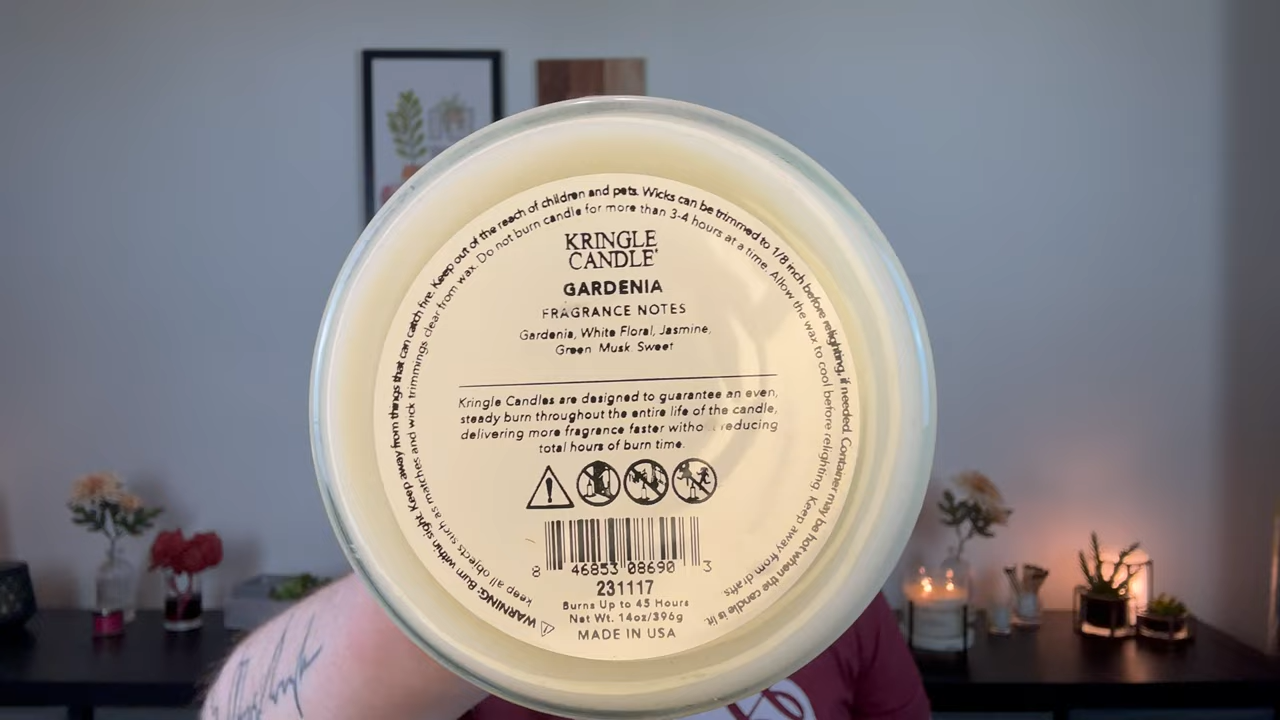 KRINGLE
CANDLE
GARDENIA
FRAGRANCE NOTES
Gardenia, White Floral, Jasmine,
Green Musk Sweet
Kringle Candles are designed to guarantee an even,
steady burn throughout the entire life of the candle,
delivering more fragrance faster without reducing
total hours of burn time.
8 46853 08690 3
231117
Burns Up to 45 Hours
Net Wt. 14oz/396g
MADE IN USA
WARNING: Burn within sight. Keep away from things that can catch fire. Keep out of the reach of children and pets. Wicks can be trimmed to 1/8 inch before relighting, if needed. Container may be hot when the candle is lit.
keep all objects such as matches and wick trimmings clear from wax. Do not burn candle for more than 3-4 hours at a time. Allow the wax to cool before relighting. Keep away from drafts.